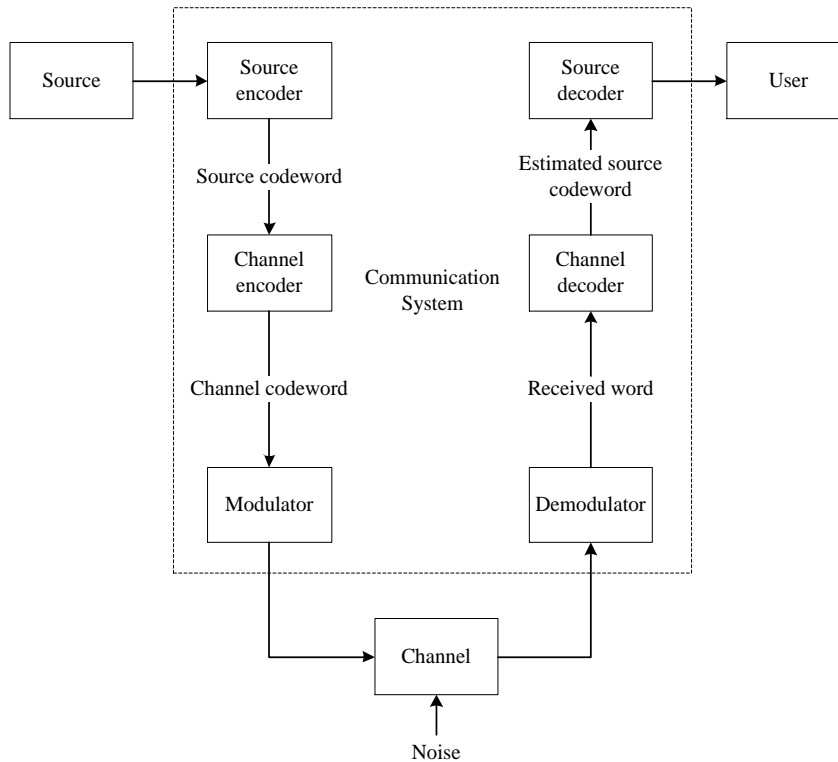 Source
Source
encoder
Source
decoder
User
Source codeword
Estimated source
codeword
Channel
encoder
Communication
System
Channel
decoder
Channel codeword
Received word
Modulator
Demodulator
Channel
Noise